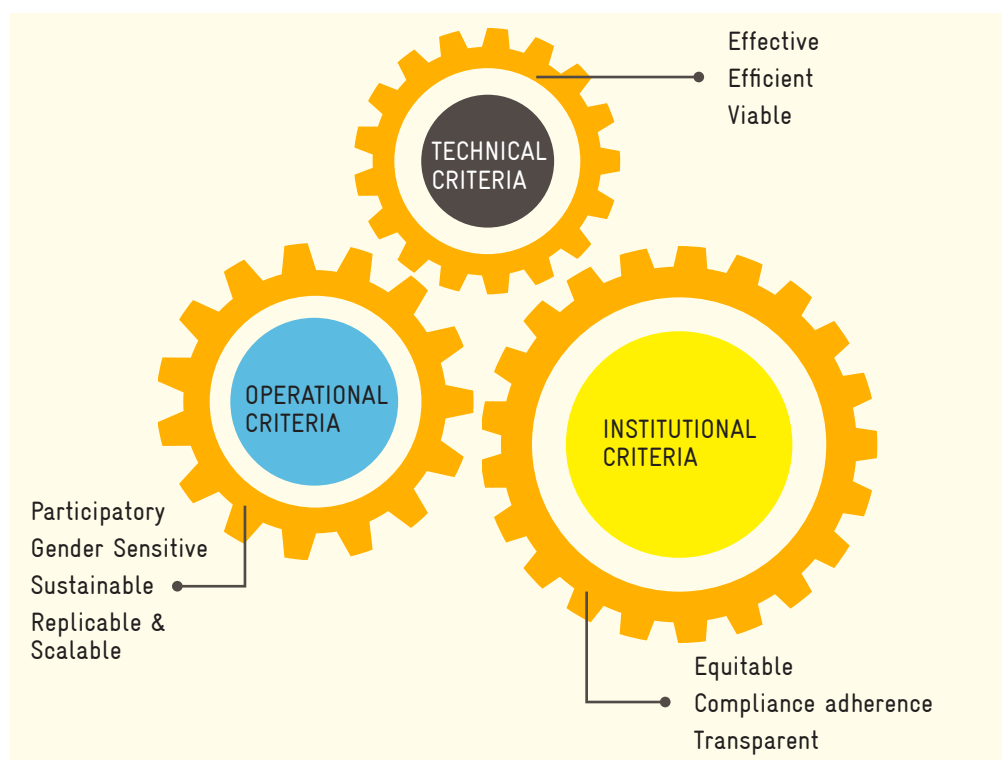 Effective
Efficient
Viable
TECHNICAL
CRITERIA
OPERATIONAL
CRITERIA
INSTITUTIONAL
CRITERIA
Participatory
Gender Sensitive
Sustainable
Replicable &
Scalable
Equitable
Compliance adherence
Transparent